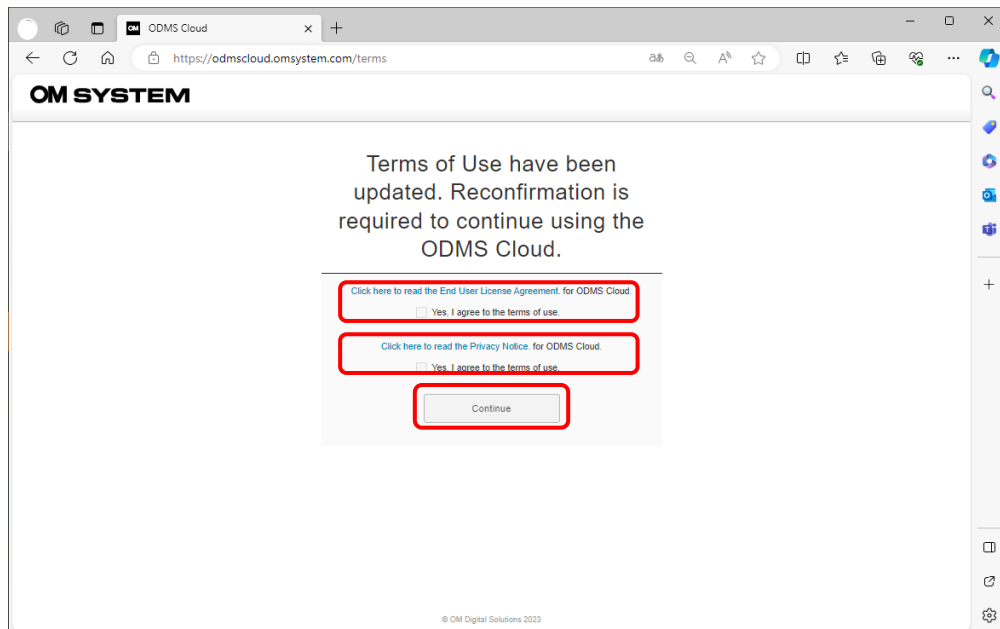 ODMS Cloud
https://odmscloud.omsystem.com/terms
OM SYSTEM
Terms of Use have been
updated. Reconfirmation is
required to continue using the
ODMS Cloud.
Click here to read the End User License Agreement. for ODMS Cloud.
Yes, I agree to the terms of use.
Click here to read the Privacy Notice. for ODMS Cloud.
Yes, I agree to the terms of use.
Continue
© OM Digital Solutions 2023